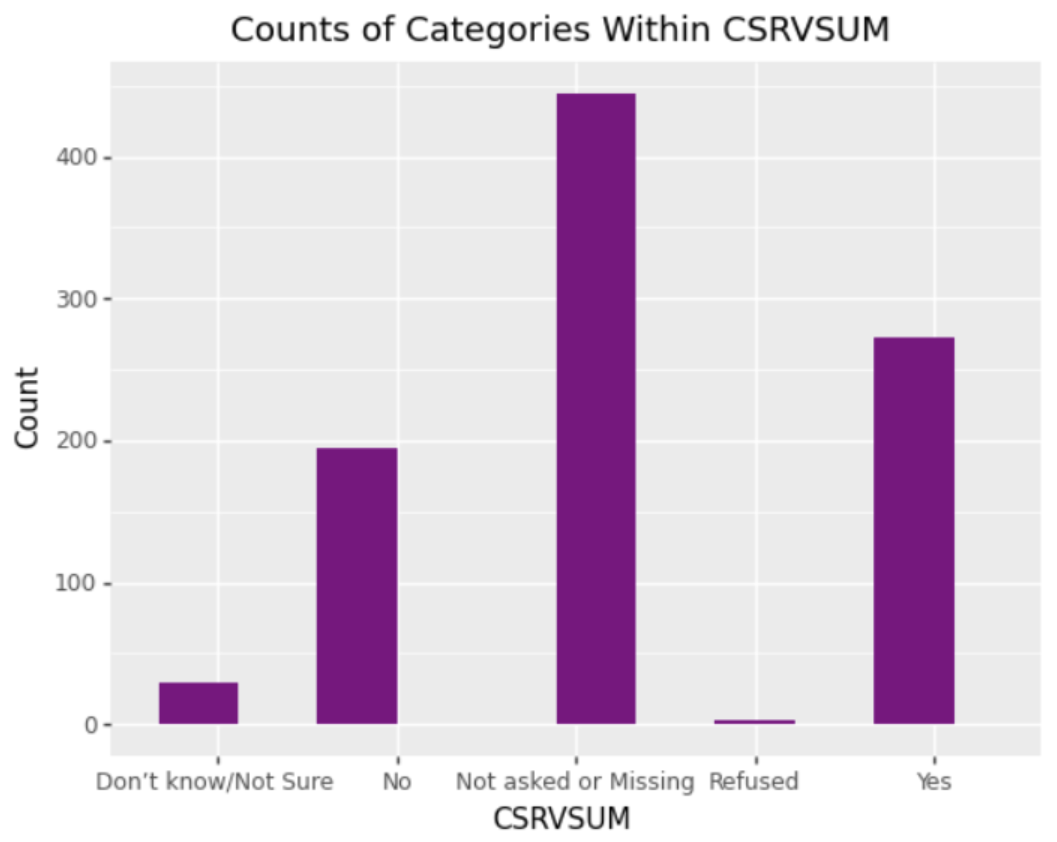 Counts of Categories Within CSRVSUM
Count
400
300
200
100
0
Don’t know/Not Sure No Not asked or Missing Refused Yes
CSRVSUM